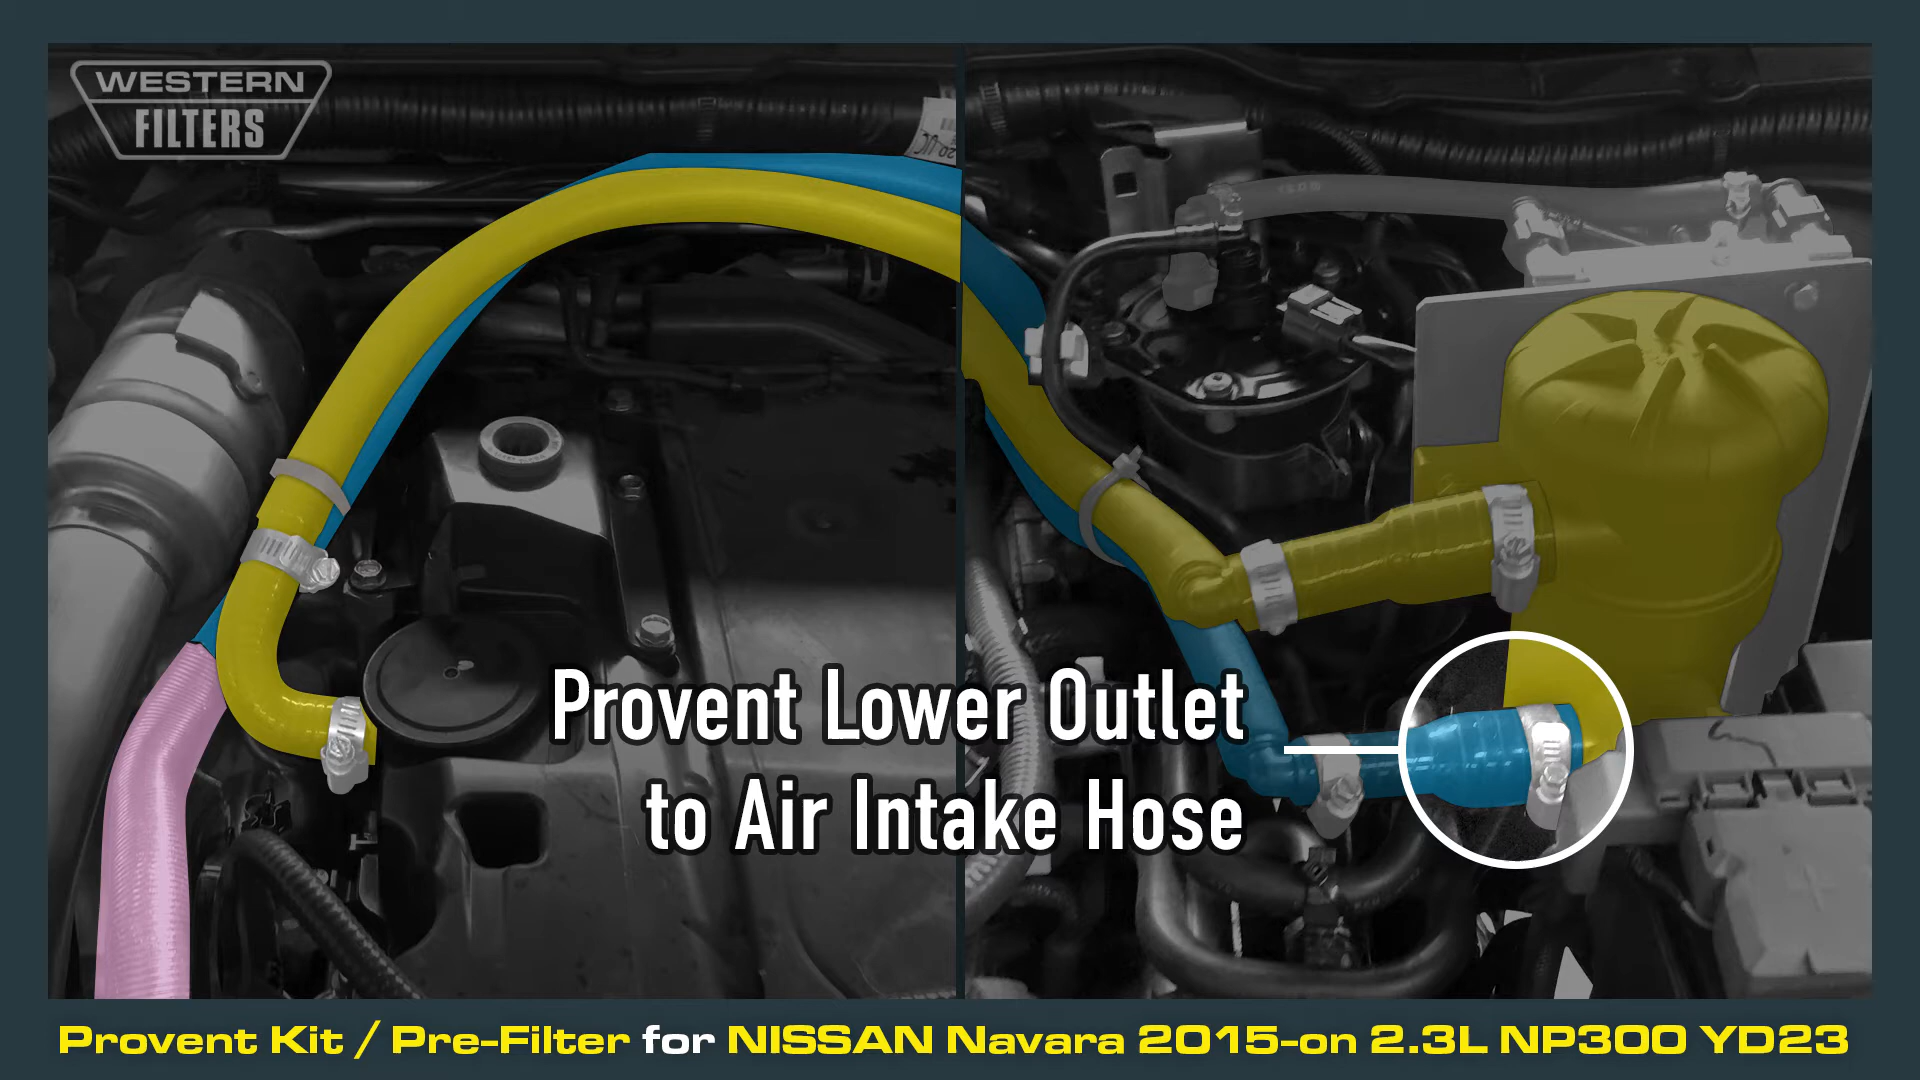 WESTERN
FILTERS
Provent Lower Outlet
to Air Intake Hose
Provent Kit / Pre-Filter for NISSAN Navara 2015-on 2.3L NP300 YD23